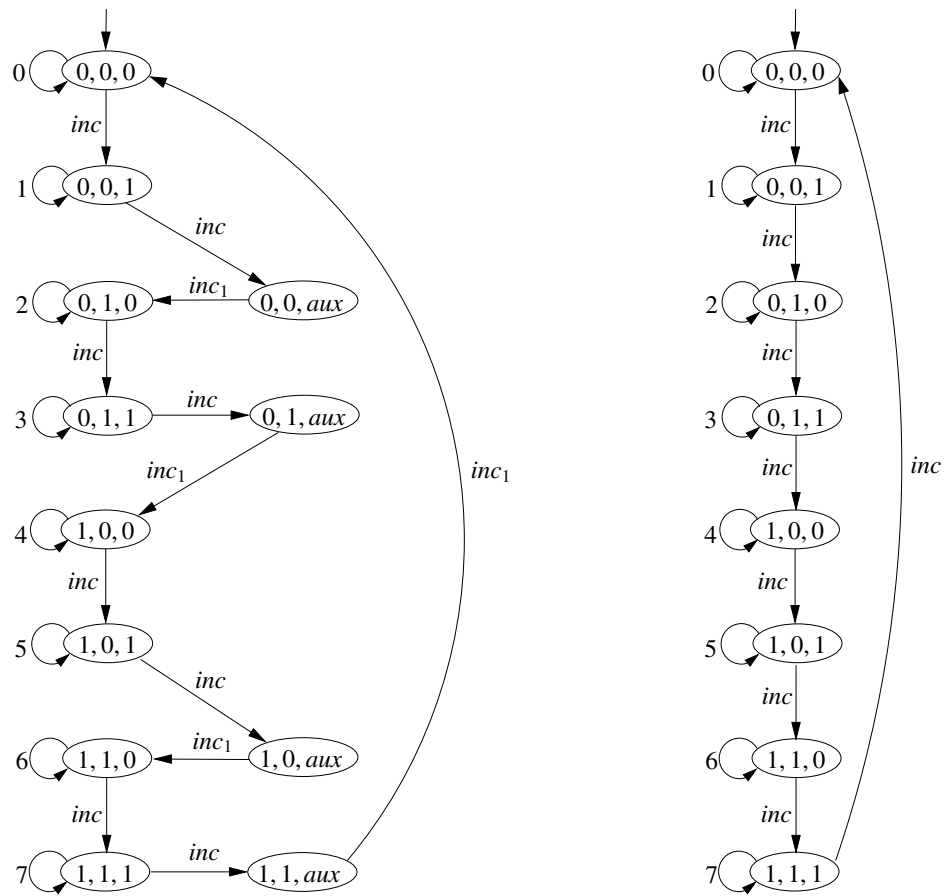 0 0, 0, 0
inc
1 0, 0, 1
inc
2 0, 1, 0 inc₁ 0, 0, aux
inc
3 0, 1, 1 inc 0, 1, aux
inc₁
4 1, 0, 0
inc
5 1, 0, 1
inc
6 1, 1, 0 inc₁ 1, 0, aux
inc
7 1, 1, 1 inc 1, 1, aux
inc₁
0 0, 0, 0
inc
1 0, 0, 1
inc
2 0, 1, 0
inc
3 0, 1, 1
inc
4 1, 0, 0
inc
5 1, 0, 1
inc
6 1, 1, 0
inc
7 1, 1, 1
inc